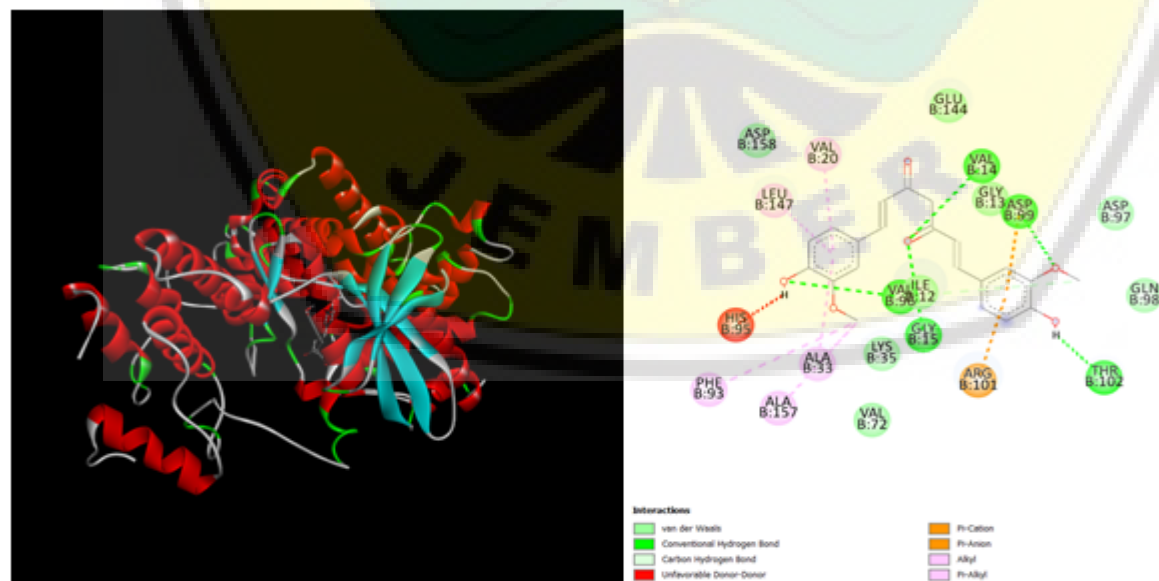 JEMBER
GLU
B:144
ASP
B:158
VAL
B:20
VAL
B:14
LEU
B:147
GLY
B:13
ASP
B:99
ASP
B:97
VAL
B:96
ILE
B:12
GLN
B:98
HIS
B:95
GLY
B:15
LYS
B:35
ALA
B:33
PHE
B:93
ARG
B:101
THR
B:102
ALA
B:157
VAL
B:72
H
H
Interactions
van der Waals
Conventional Hydrogen Bond
Carbon Hydrogen Bond
Unfavorable Donor-Donor
Pi-Cation
Pi-Anion
Alkyl
Pi-Alkyl